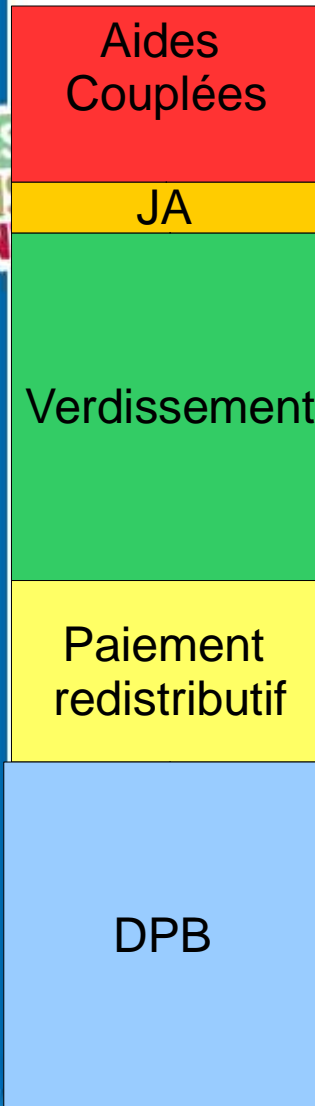 Aides
Couplées
JA
Verdissement
Paiement
redistributif
DPB